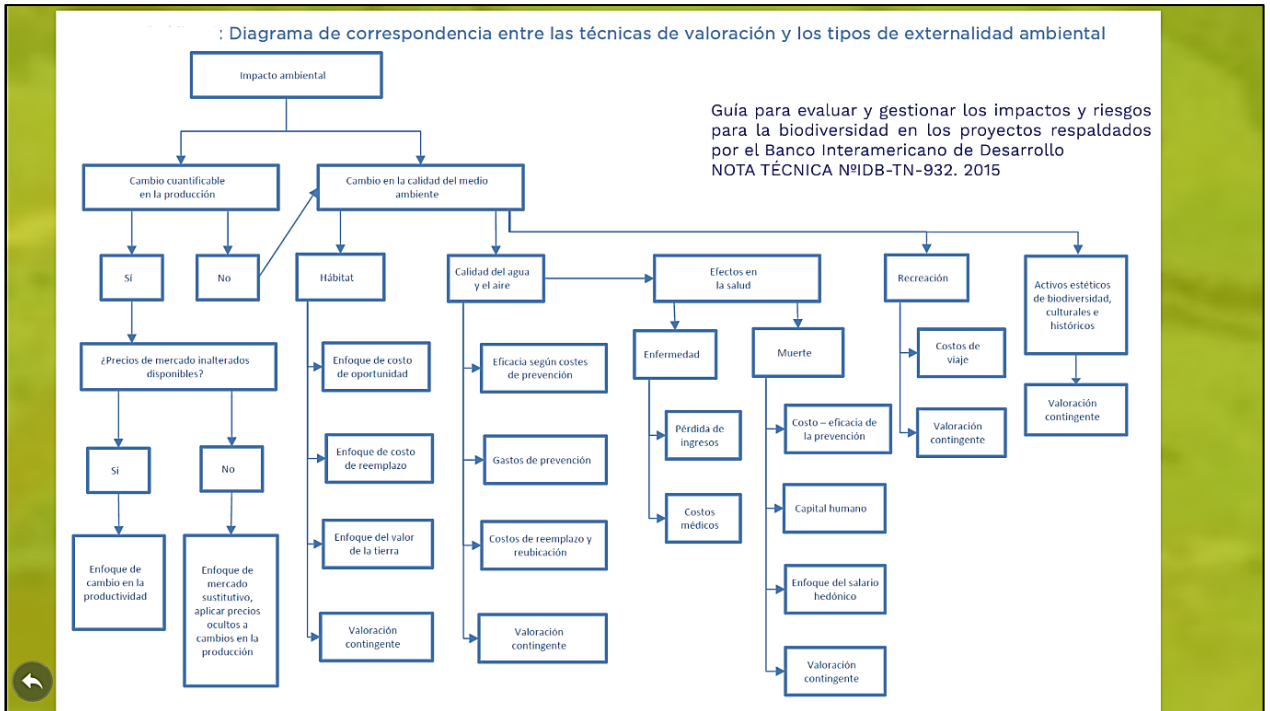 : Diagrama de correspondencia entre las técnicas de valoración y los tipos de externalidad ambiental
Impacto ambiental
Guía para evaluar y gestionar los impactos y riesgos
para la biodiversidad en los proyectos respaldados
por el Banco Interamericano de Desarrollo
NOTA TÉCNICA NºIDB-TN-932. 2015
Cambio cuantificable
en la producción
Cambio en la calidad del medio
ambiente
Sí
No
Hábitat
Calidad del agua
y el aire
Efectos en
la salud
Recreación
Activos estéticos
de biodiversidad,
culturales e
históricos
¿Precios de mercado inalterados
disponibles?
Enfoque de costo
de oportunidad
Eficacia según costes
de prevención
Enfermedad
Muerte
Costos de
viaje
Valoración
contingente
Sí
No
Enfoque de costo
de reemplazo
Gastos de prevención
Pérdida de
ingresos
Costo – eficacia de
la prevención
Valoración
contingente
Enfoque de
cambio en la
productividad
Enfoque de
mercado
sustitutivo,
aplicar precios
ocultos a
cambios en la
producción
Enfoque del valor
de la tierra
Costos de reemplazo y
reubicación
Costos
médicos
Capital humano
Enfoque del salario
hedónico
Valoración
contingente
Valoración
contingente
Valoración
contingente